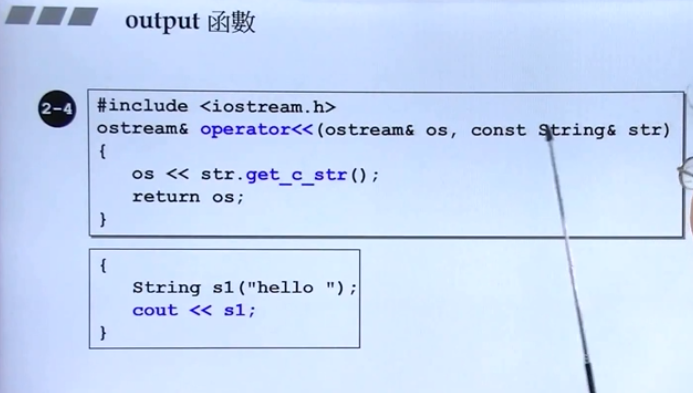 output 函數
2-4
#include <iostream.h>
ostream& operator<<(ostream& os, const String& str)
{
os << str.get_c_str();
return os;
}
{
String s1("hello ");
cout << s1;
}